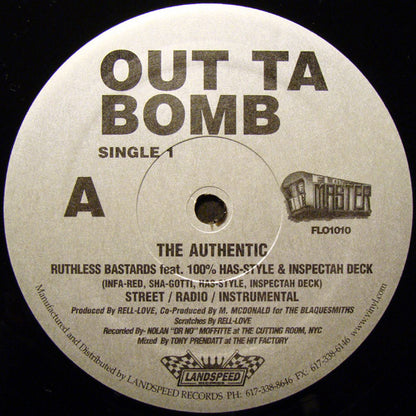 OUT TA
BOMB
SINGLE 1
A
MASTER
FLO1010
THE AUTHENTIC
RUTHLESS BASTARDS feat. 100% HAS-STYLE & INSPECTAH DECK
(INFA-RED, SHA-GOTTI, HAS-STYLE, INSPECTAH DECK)
STREET / RADIO / INSTRUMENTAL
Produced By RELL-LOVE, Co-Produced By M. MCDONALD for THE BLAQUESMITHS
Scratches By RELL-LOVE
Recorded By- NOLAN "DR NO" MOFFITTE at THE CUTTING ROOM, NYC
Mixed By TONY PRENDATT at THE HIT FACTORY
LANDSPEED
RECORDS
Manufactured and Distributed by LANDSPEED RECORDS PH: 617-338-8646 FX: 617-338-6146 www.vinyl.com